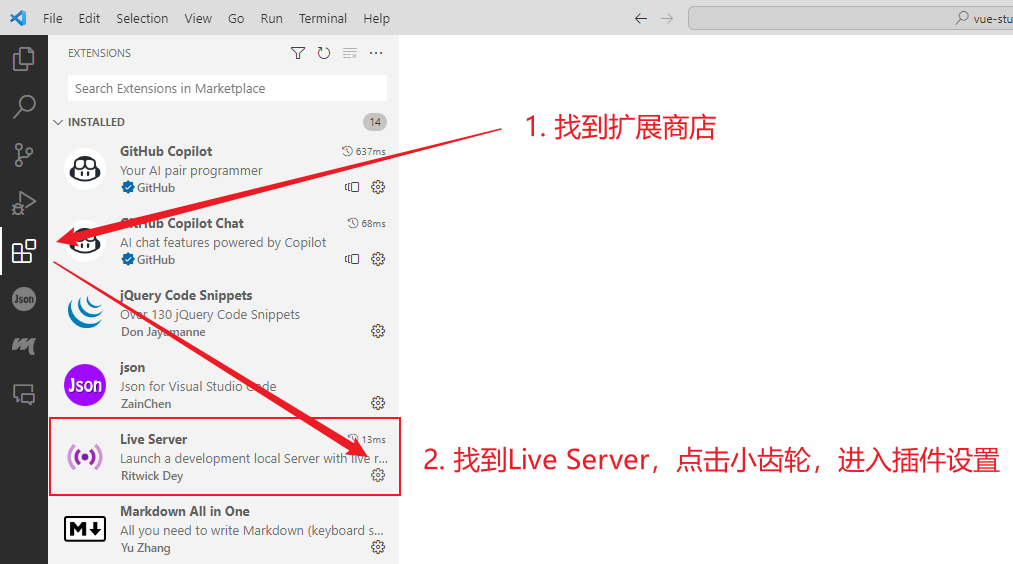 File Edit Selection View Go Run Terminal Help
vue-stu
EXTENSIONS
Search Extensions in Marketplace
INSTALLED 14
1. 找到扩展商店
GitHub Copilot 637ms
Your AI pair programmer
GitHub
GitHub Copilot Chat 68ms
AI chat features powered by Copilot
GitHub
jQuery Code Snippets
Over 130 jQuery Code Snippets
Don Jayamanne
Json
json
Json
Json for Visual Studio Code
ZainChen
Live Server 13ms
Launch a development local Server with live r...
Ritwick Dey
2. 找到Live Server，点击小齿轮，进入插件设置
Markdown All in One
M
All you need to write Markdown (keyboard s...
Yu Zhang